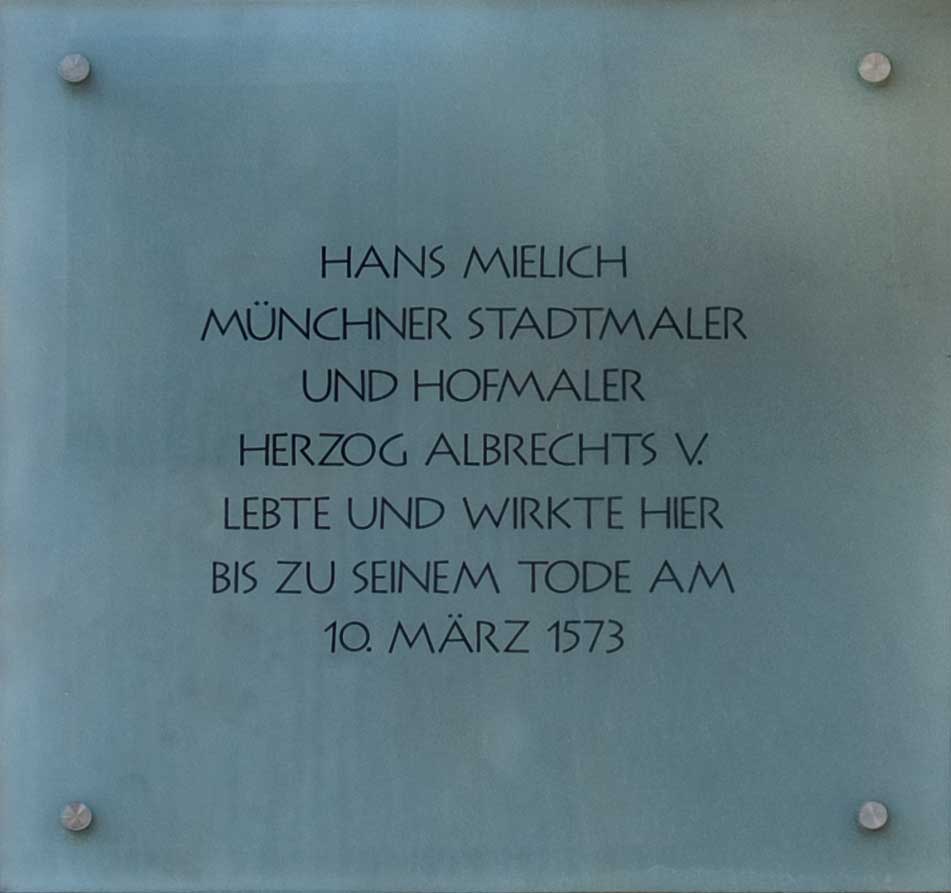 HANS MIELICH
MÜNCHNER STADTMALER
UND HOFMALER
HERZOG ALBRECHTS V.
LEBTE UND WIRKTE HIER
BIS ZU SEINEM TODE AM
10. MÄRZ 1573